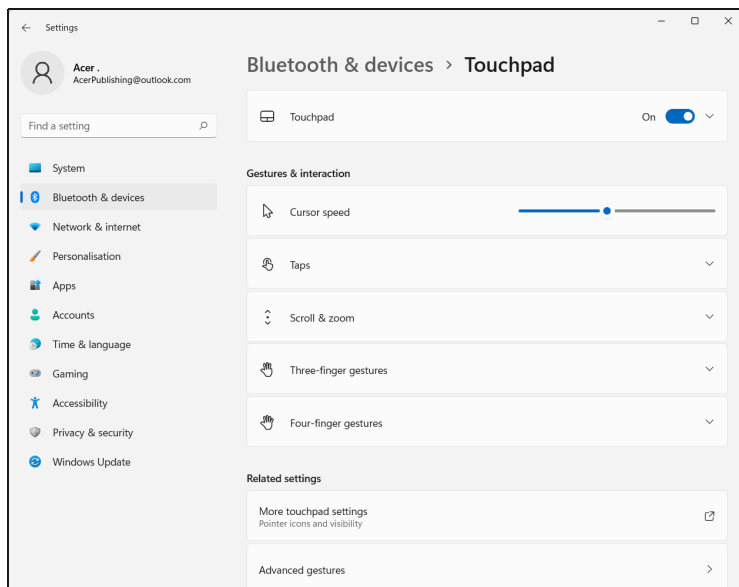 Settings
Acer .
AcerPublishing@outlook.com
Find a setting
System
Bluetooth & devices
Network & internet
Personalisation
Apps
Accounts
Time & language
Gaming
Accessibility
Privacy & security
Windows Update
Bluetooth & devices › Touchpad
Touchpad On
Gestures & interaction
Cursor speed
Taps
Scroll & zoom
Three-finger gestures
Four-finger gestures
Related settings
More touchpad settings
Pointer icons and visibility
Advanced gestures